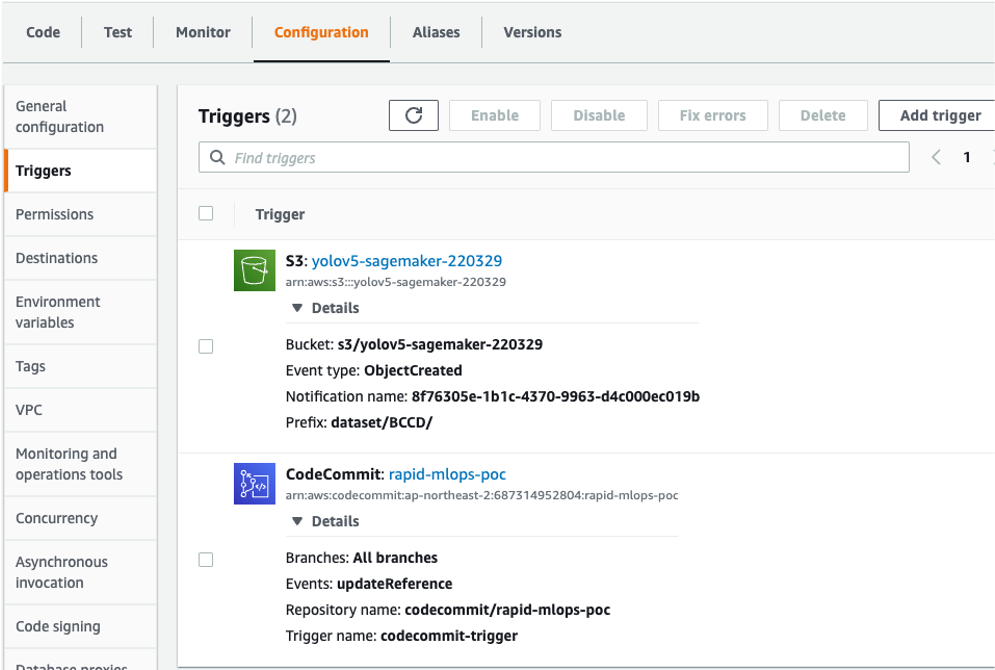 Code
Test
Monitor
Configuration
Aliases
Versions
General
configuration
Triggers
Permissions
Destinations
Environment
variables
Tags
VPC
Monitoring and
operations tools
Concurrency
Asynchronous
invocation
Code signing
Database proxies
Triggers (2)
Enable
Disable
Fix errors
Delete
Add trigger
Find triggers
1
Trigger
S3: yolov5-sagemaker-220329
arn:aws:s3:::yolov5-sagemaker-220329
Details
Bucket: s3/yolov5-sagemaker-220329
Event type: ObjectCreated
Notification name: 8f76305e-1b1c-4370-9963-d4c000ec019b
Prefix: dataset/BCCD/
CodeCommit: rapid-mlops-poc
arn:aws:codecommit:ap-northeast-2:687314952804:rapid-mlops-poc
Details
Branches: All branches
Events: updateReference
Repository name: codecommit/rapid-mlops-poc
Trigger name: codecommit-trigger